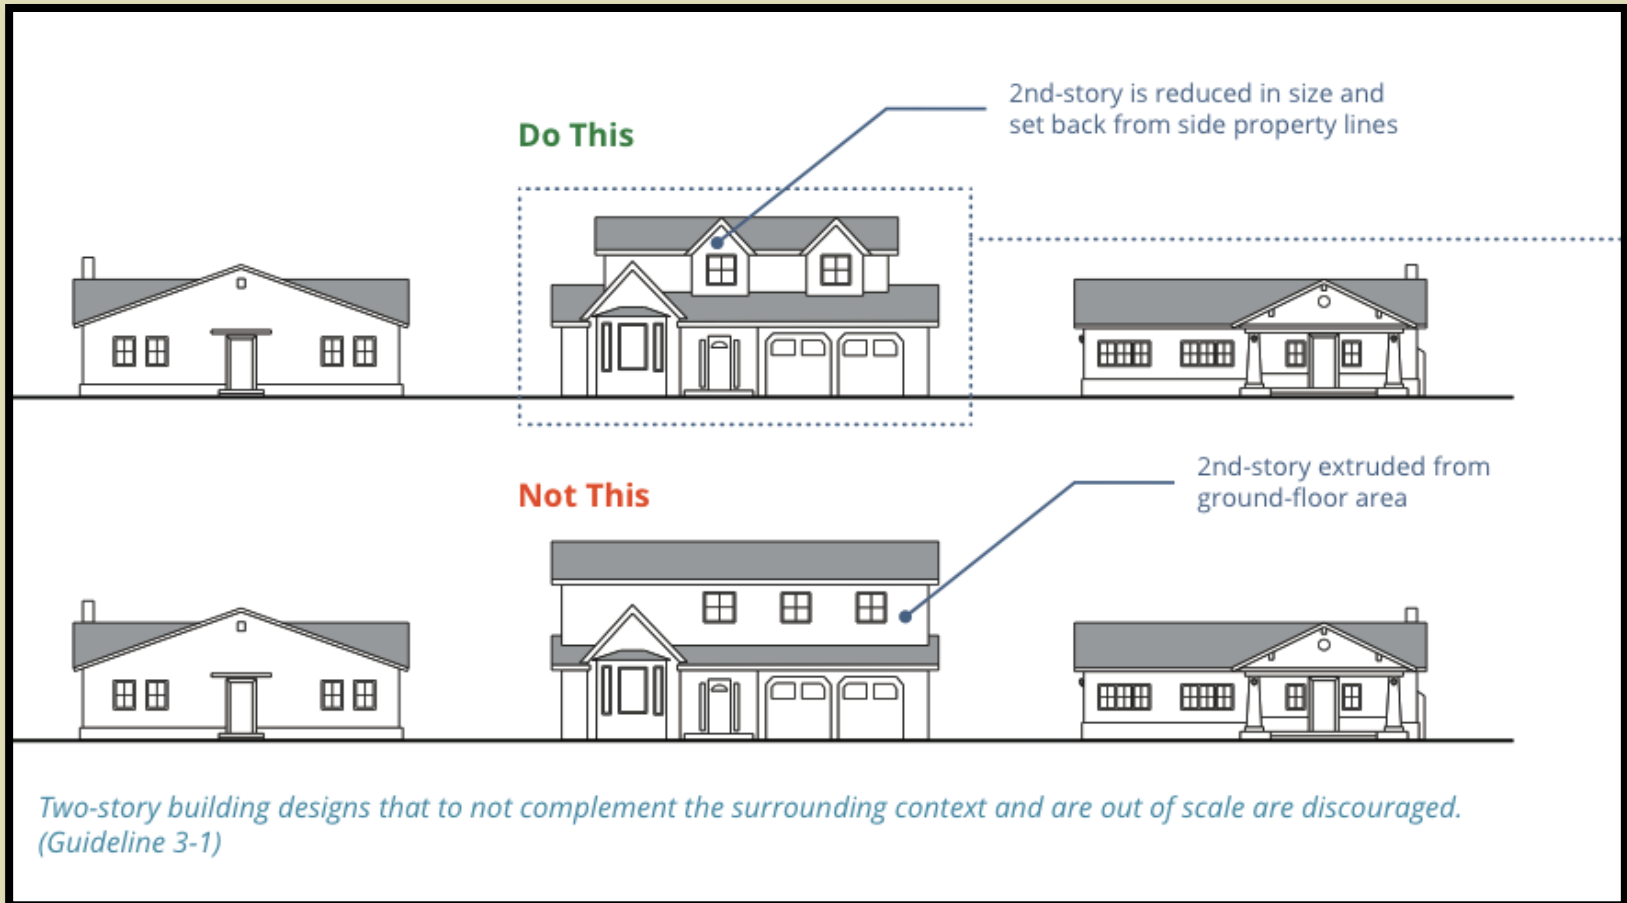 2nd-story is reduced in size and
set back from side property lines
Do This
2nd-story extruded from
ground-floor area
Not This
Two-story building designs that to not complement the surrounding context and are out of scale are discouraged.
(Guideline 3-1)